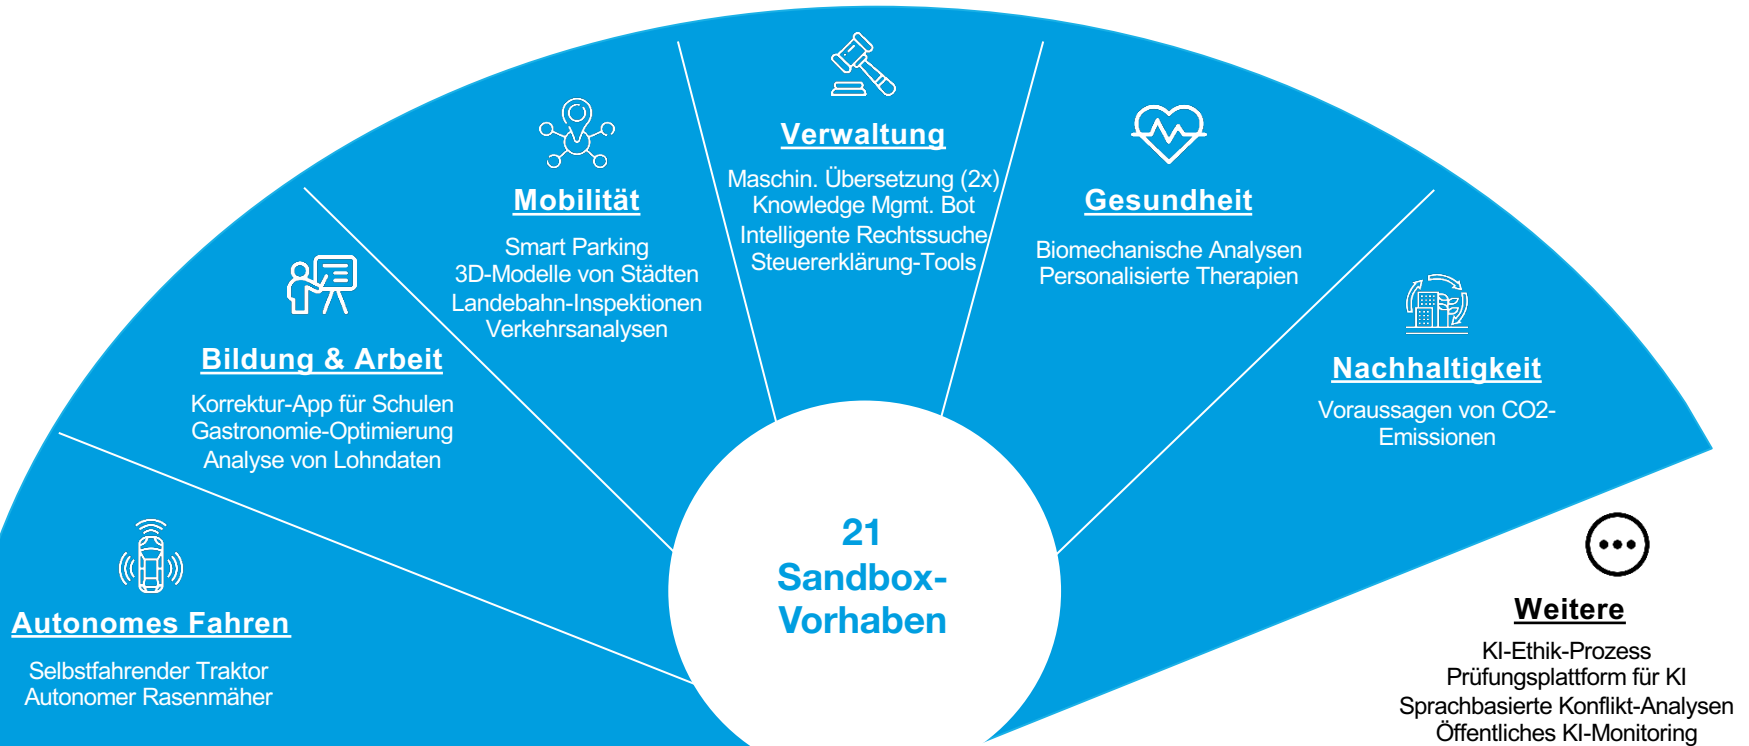 Autonomes Fahren
Selbstfahrender Traktor
Autonomer Rasenmäher
Bildung & Arbeit
Korrektur-App für Schulen
Gastronomie-Optimierung
Analyse von Lohndaten
Mobilität
Smart Parking
3D-Modelle von Städten
Landebahn-Inspektionen
Verkehrsanalysen
Verwaltung
Maschin. Übersetzung (2x)
Knowledge Mgmt. Bot
Intelligente Rechtssuche
Steuererklärung-Tools
Gesundheit
Biomechanische Analysen
Personalisierte Therapien
Nachhaltigkeit
Voraussagen von CO2-
Emissionen
Weitere
KI-Ethik-Prozess
Prüfungsplattform für KI
Sprachbasierte Konflikt-Analysen
Öffentliches KI-Monitoring
21
Sandbox-
Vorhaben